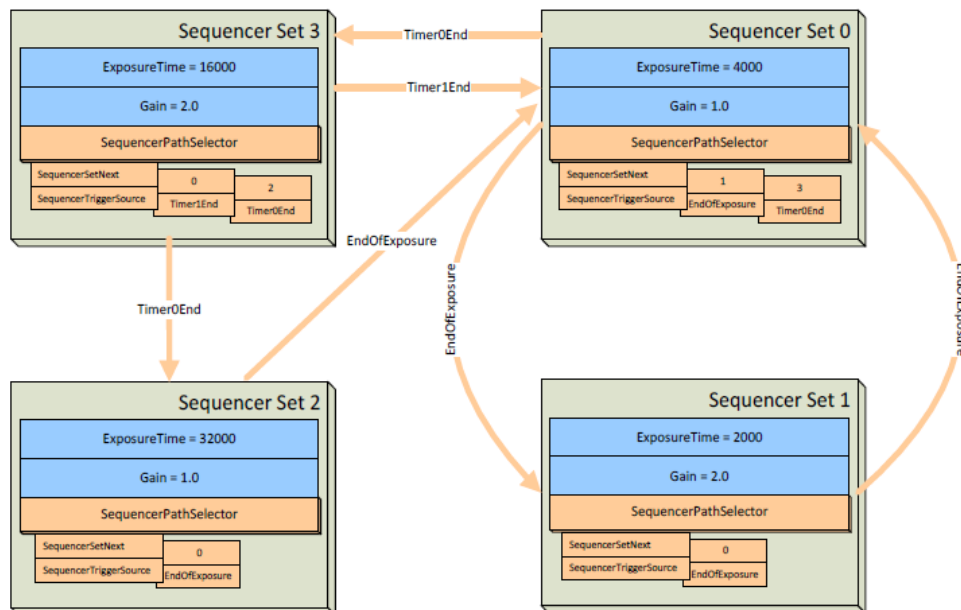 Sequencer Set 3
ExposureTime = 16000
Gain = 2.0
SequencerPathSelector
SequencerSetNext
0
2
SequencerTriggerSource
Timer1End
Timer0End
Timer0End
Timer1End
Sequencer Set 0
ExposureTime = 4000
Gain = 1.0
SequencerPathSelector
SequencerSetNext
1
3
SequencerTriggerSource
EndOfExposure
Timer0End
EndOfExposure
Timer0End
EndOfExposure
EndOfExposure
Sequencer Set 2
ExposureTime = 32000
Gain = 1.0
SequencerPathSelector
SequencerSetNext
0
SequencerTriggerSource
EndOfExposure
Sequencer Set 1
ExposureTime = 2000
Gain = 2.0
SequencerPathSelector
SequencerSetNext
0
SequencerTriggerSource
EndOfExposure